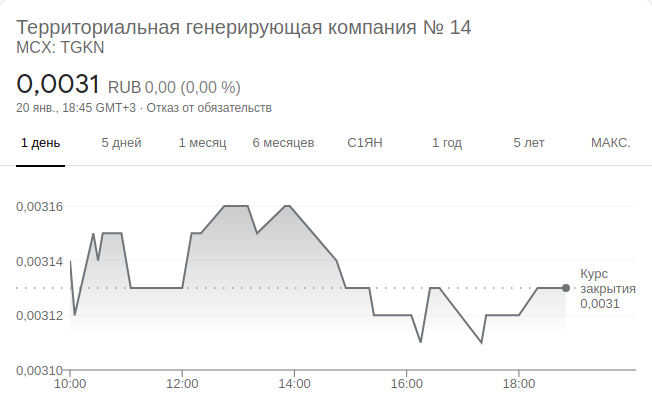 Территориальная генерирующая компания № 14
MCX: TGKN
0,0031 RUB 0,00 (0,00 %)
20 янв., 18:45 GMT+3 · Отказ от обязательств
1 день 5 дней 1 месяц 6 месяцев С1ЯН 1 год 5 лет МАКС.
0,00316
0,00314
Курс
закрытия
0,0031
0,00312
0,00310
10:00 12:00 14:00 16:00 18:00